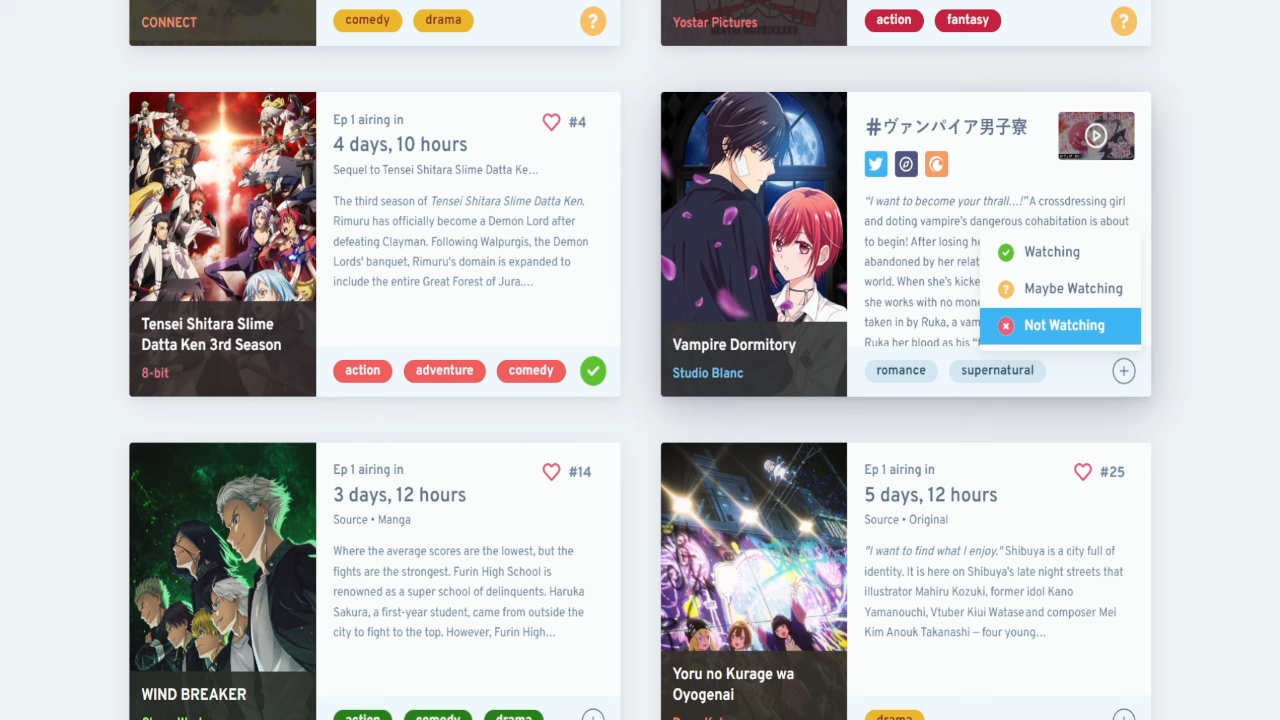 CONNECT
comedy
drama
?
Yostar Pictures
action
fantasy
?
Ep 1 airing in
#4
4 days, 10 hours
Sequel to Tensei Shitara Slime Datta Ke...
The third season of Tensei Shitara Slime Datta Ken.
Rimuru has officially become a Demon Lord after
defeating Clayman. Following Walpurgis, the Demon
Lords' banquet, Rimuru's domain is expanded to
include the entire Great Forest of Jura....
Tensei Shitara Slime
Datta Ken 3rd Season
8-bit
action
adventure
comedy
#ヴァンパイア男子寮
"I want to become your thrall...!" A crossdressing girl
and doting vampire's dangerous cohabitation is about
to begin! After losing he
abandoned by her relat
world. When she's kicke
she works with no mone
taken in by Ruka, a vam
Ruka her blood as his "
Watching
? Maybe Watching
Not Watching
Vampire Dormitory
Studio Blanc
romance
supernatural
Ep 1 airing in
#14
3 days, 12 hours
Source • Manga
Where the average scores are the lowest, but the
fights are the strongest. Furin High School is
renowned as a super school of delinquents. Haruka
Sakura, a first-year student, came from outside the
city to fight to the top. However, Furin High...
WIND BREAKER
action
comedy
drama
Ep 1 airing in
#25
5 days, 12 hours
Source • Original
"I want to find what I enjoy." Shibuya is a city full of
identity. It is here on Shibuya's late night streets that
illustrator Mahiru Kozuki, former idol Kano
Yamanouchi, Vtuber Kiui Watase and composer Mei
Kim Anouk Takanashi — four young...
Yoru no Kurage wa
Oyogenai
drama